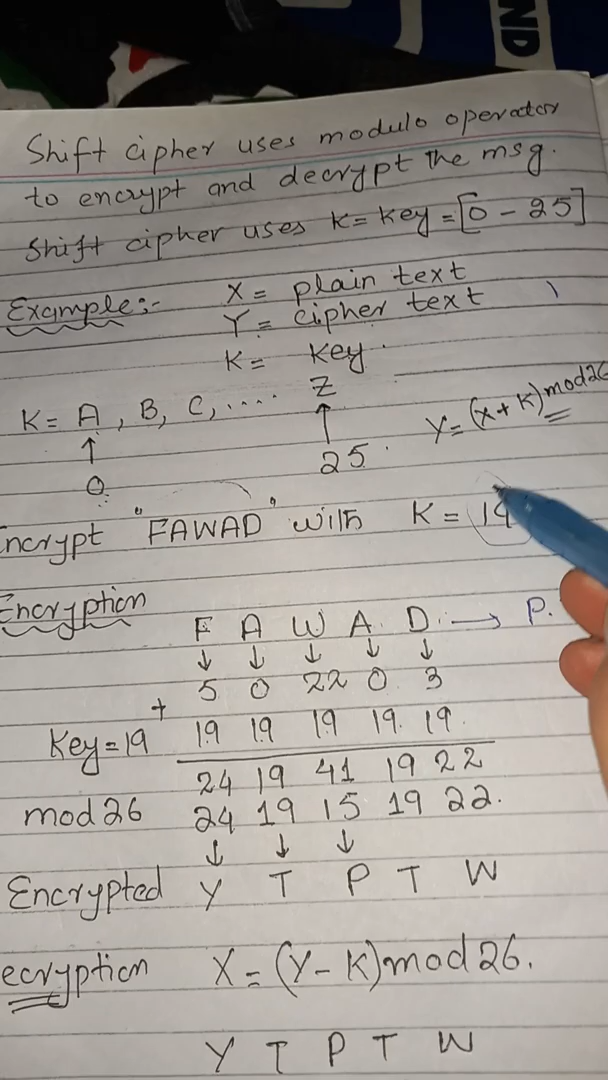 ND
Shift cipher uses modulo operator
to encrypt and decrypt the msg.
Shift cipher uses K = Key = [0 - 25]
Example:- X = plain text
Y = cipher text
K = Key.
K = A, B, C, .... Z
↑ ↑
0 25.
Y = (X + K) mod 26
ncrypt "FAWAD" with K = 19
Encryption
F A W A D. → P.
↓ ↓ ↓ ↓ ↓
5 0 22 0 3
+
Key = 19 19 19 19 19. 19.
24 19 41 19 22
mod 26 24 19 15 19 22.
↓ ↓ ↓
Encrypted Y T P T W
ecryption X = (Y - K) mod 26.
Y T P T W